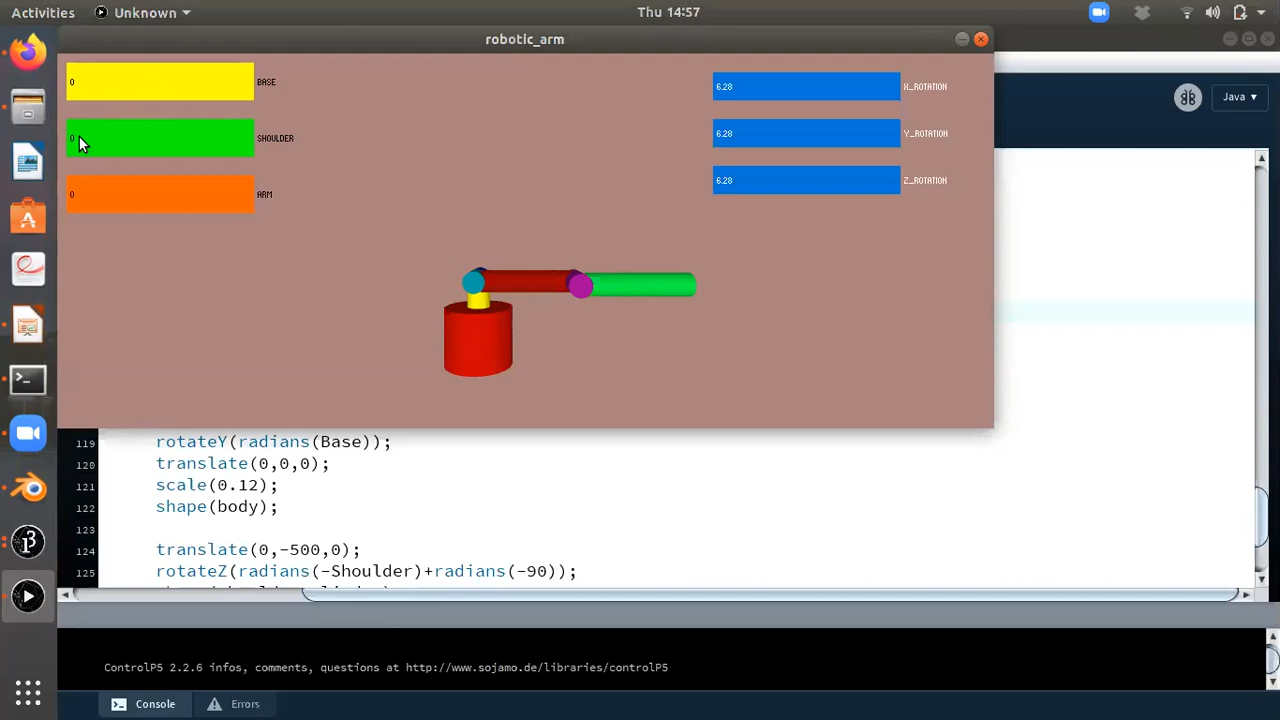 Activities Unknown Thu 14:57
robotic_arm
0 BASE
6.28 X_ROTATION
Java
0 SHOULDER
6.28 Y_ROTATION
0 ARM
6.28 Z_ROTATION
119 rotateY(radians(Base));
120 translate(0,0,0);
121 scale(0.12);
122 shape(body);
123
124 translate(0,-500,0);
125 rotateZ(radians(-Shoulder)+radians(-90));
ControlP5 2.2.6 infos, comments, questions at http://www.sojamo.de/libraries/controlP5
Console Errors